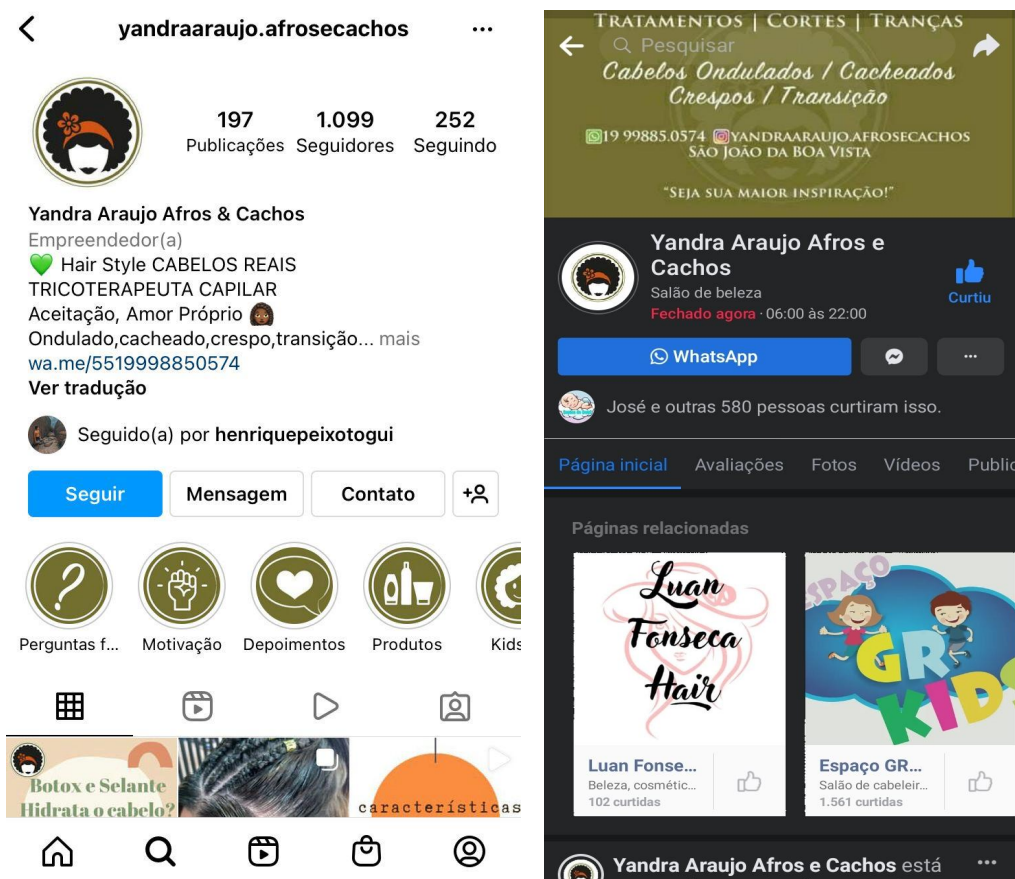 yandraaraujo.afrosecachos
197
1.099
252
Publicações
Seguidores
Seguindo
Yandra Araujo Afros & Cachos
Empreendedor(a)
Hair Style CABELOS REAIS
TRICOTERAPEUTA CAPILAR
Aceitação, Amor Próprio
Ondulado,cacheado,crespo,transição... mais
wa.me/5519998850574
Ver tradução
Seguido(a) por henriquepeixotogui
Seguir
Mensagem
Contato
Perguntas f...
Motivação
Depoimentos
Produtos
Kids
Botox e Selante
Hidrata o cabelo?
características
TRATAMENTOS | CORTES | TRANÇAS
Pesquisar
Cabelos Ondulados / Cacheados
Crespos / Transição
19 99885.0574 YANDRAARAUJO.AFROSECACHOS
SÃO JOÃO DA BOA VISTA
"SEJA SUA MAIOR INSPIRAÇÃO!"
Yandra Araujo Afros e
Cachos
Salão de beleza
Fechado agora · 06:00 às 22:00
Curtiu
WhatsApp
José e outras 580 pessoas curtiram isso.
Página inicial
Avaliações
Fotos
Vídeos
Public
Páginas relacionadas
Luan
Fonseca
Hair
ESPAÇO
GR
KIDS
Luan Fonse...
Beleza, cosmétic...
102 curtidas
Espaço GR...
Salão de cabeleir...
1.561 curtidas
Yandra Araujo Afros e Cachos está